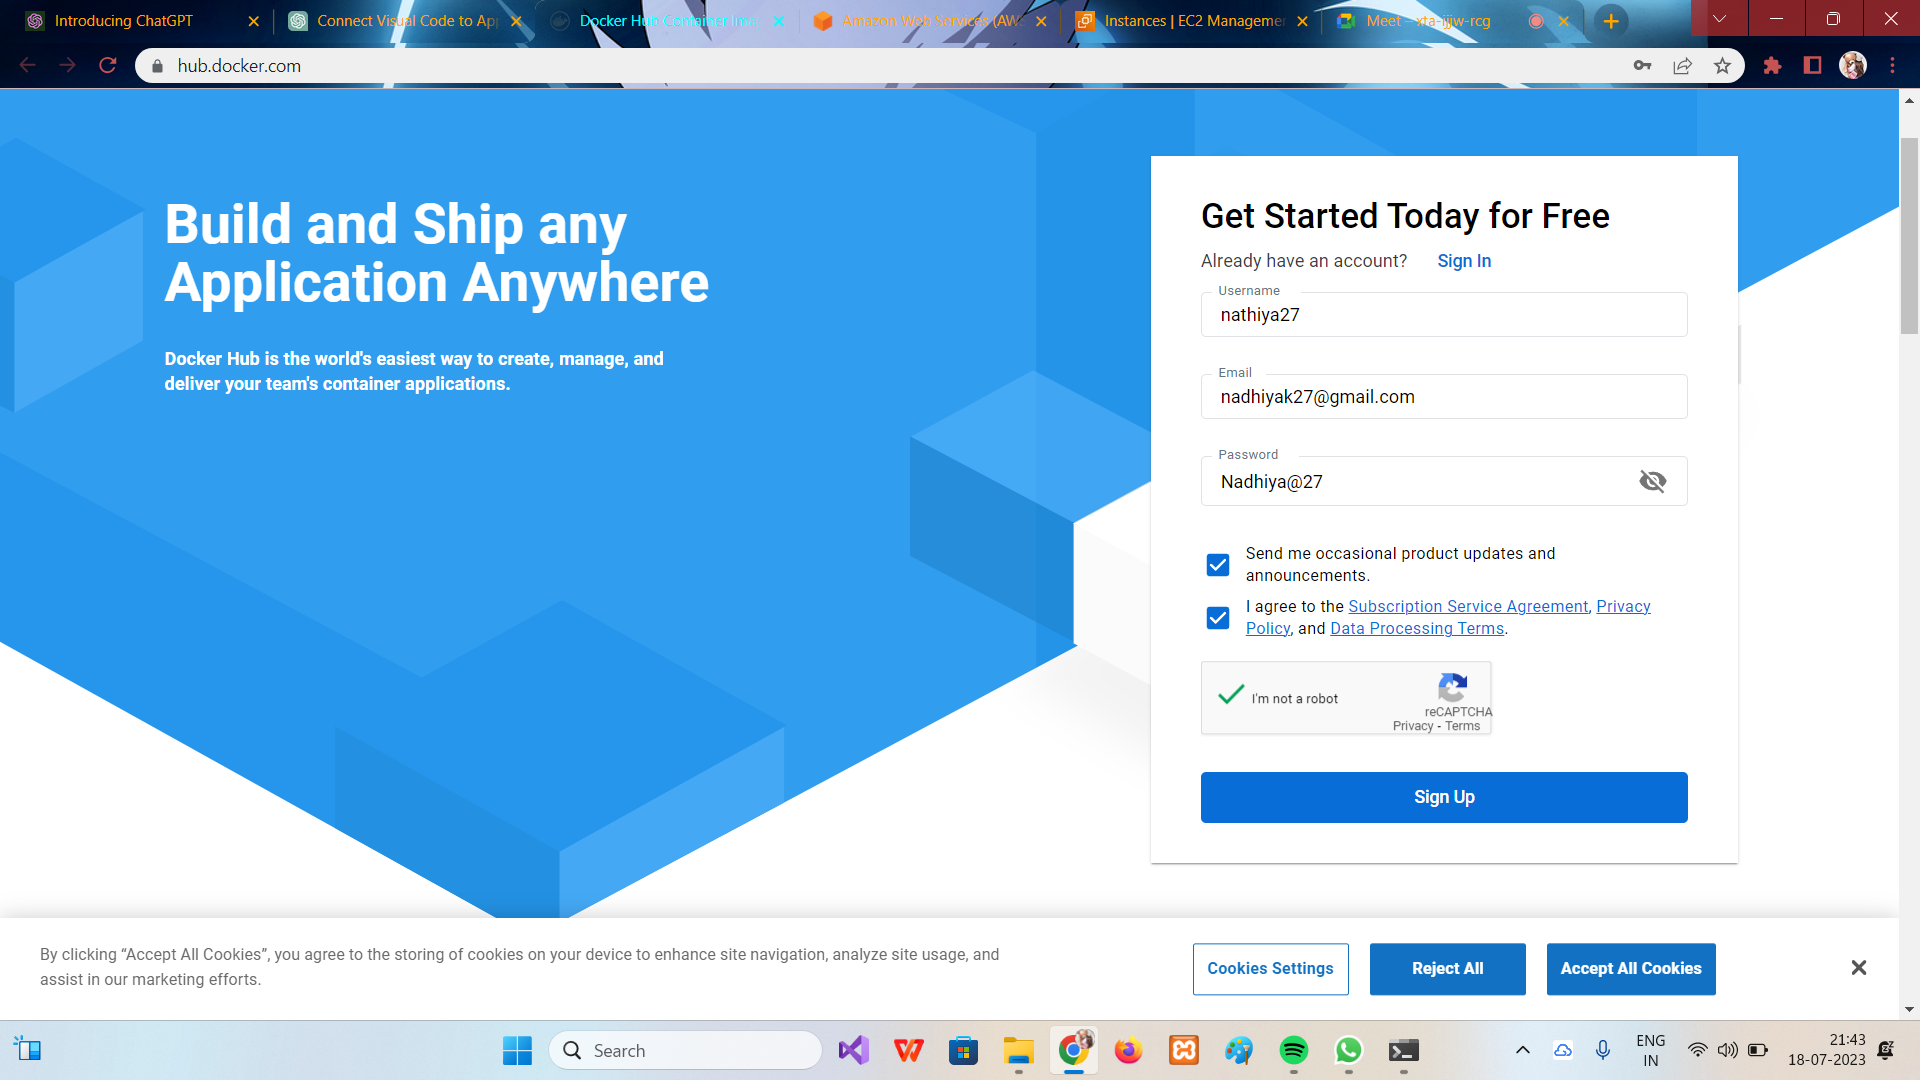 Introducing ChatGPT
Connect Visual Code to App
Docker Hub Container Ima
Amazon Web Services (AWS
Instances | EC2 Managemen
Meet - xta-ijjw-rcg
hub.docker.com
Build and Ship any
Application Anywhere
Docker Hub is the world's easiest way to create, manage, and
deliver your team's container applications.
Get Started Today for Free
Already have an account? Sign In
Username
nathiya27
Email
nadhiyak27@gmail.com
Password
Nadhiya@27
Send me occasional product updates and
announcements.
I agree to the Subscription Service Agreement, Privacy
Policy, and Data Processing Terms.
I'm not a robot
reCAPTCHA
Privacy - Terms
Sign Up
By clicking “Accept All Cookies”, you agree to the storing of cookies on your device to enhance site navigation, analyze site usage, and
assist in our marketing efforts.
Cookies Settings
Reject All
Accept All Cookies
Search
ENG
IN
21:43
18-07-2023